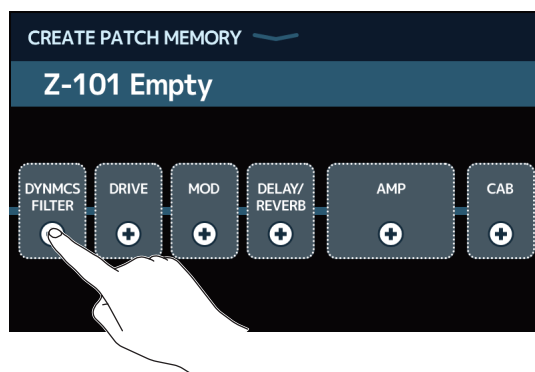 CREATE PATCH MEMORY
Z-101 Empty
DYNMCS
FILTER
DRIVE
MOD
DELAY/
REVERB
AMP
CAB